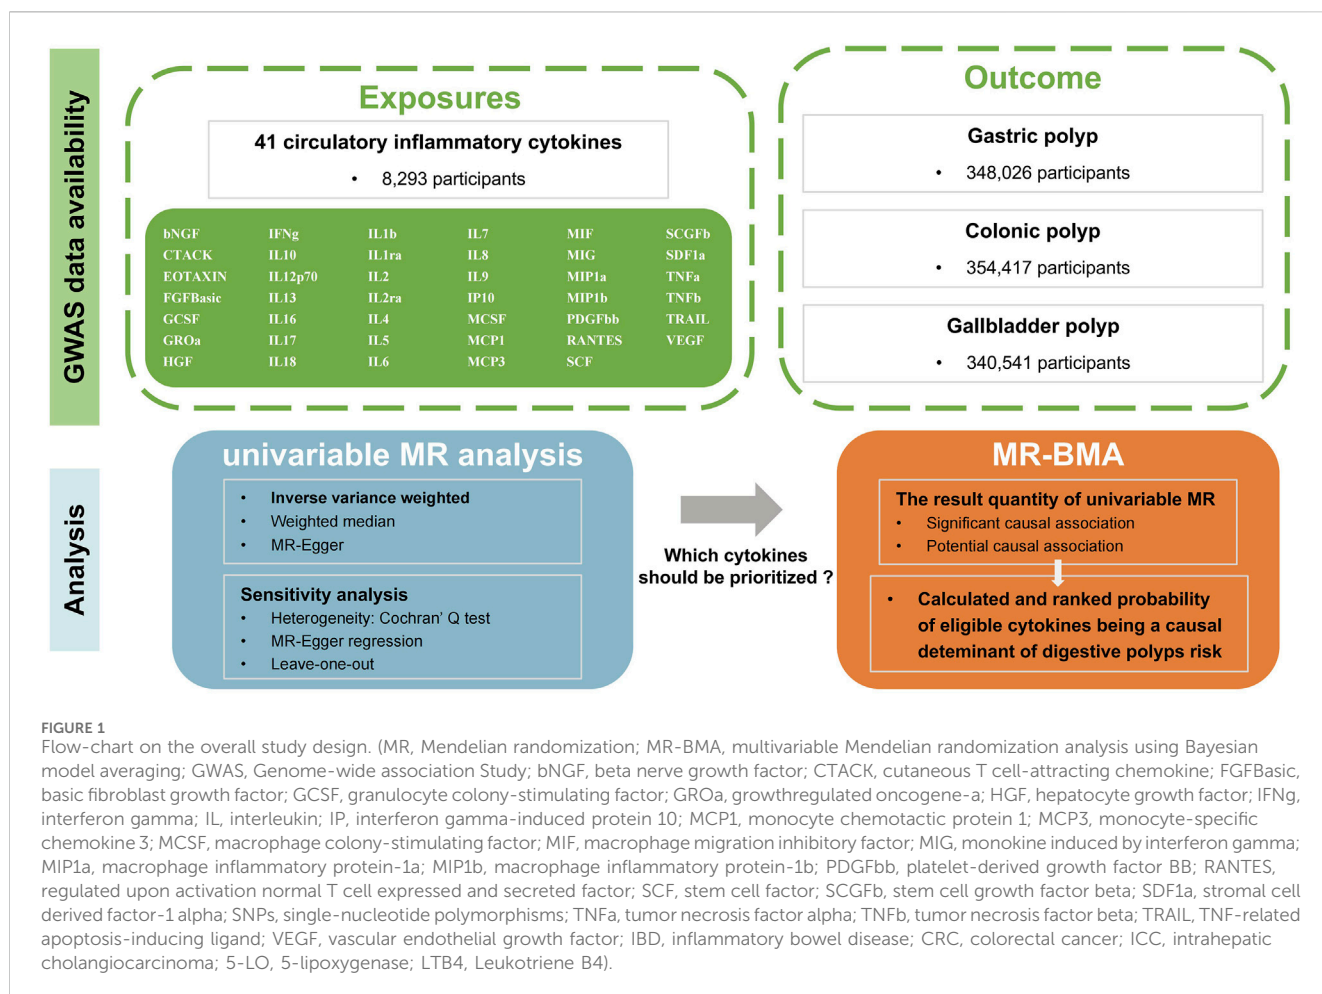 GWAS data availability
Exposures
41 circulatory inflammatory cytokines
• 8,293 participants
bNGF IFNg IL1b IL7 MIF SCGFb
CTACK IL10 IL1ra IL8 MIG SDF1a
EOTAXIN IL12p70 IL2 IL9 MIP1a TNFa
FGFBasic IL13 IL2ra IP10 MIP1b TNFb
GCSF IL16 IL4 MCSF PDGFbb TRAIL
GROa IL17 IL5 MCP1 RANTES VEGF
HGF IL18 IL6 MCP3 SCF
Outcome
Gastric polyp
• 348,026 participants
Colonic polyp
• 354,417 participants
Gallbladder polyp
• 340,541 participants
Analysis
univariable MR analysis
• Inverse variance weighted
• Weighted median
• MR-Egger
Sensitivity analysis
• Heterogeneity: Cochran' Q test
• MR-Egger regression
• Leave-one-out
Which cytokines
should be prioritized ?
MR-BMA
The result quantity of univariable MR
• Significant causal association
• Potential causal association
• Calculated and ranked probability
of eligible cytokines being a causal
deteminant of digestive polyps risk
FIGURE 1
Flow-chart on the overall study design. (MR, Mendelian randomization; MR-BMA, multivariable Mendelian randomization analysis using Bayesian
model averaging; GWAS, Genome-wide association Study; bNGF, beta nerve growth factor; CTACK, cutaneous T cell-attracting chemokine; FGFBasic,
basic fibroblast growth factor; GCSF, granulocyte colony-stimulating factor; GROa, growthregulated oncogene-a; HGF, hepatocyte growth factor; IFNg,
interferon gamma; IL, interleukin; IP, interferon gamma-induced protein 10; MCP1, monocyte chemotactic protein 1; MCP3, monocyte-specific
chemokine 3; MCSF, macrophage colony-stimulating factor; MIF, macrophage migration inhibitory factor; MIG, monokine induced by interferon gamma;
MIP1a, macrophage inflammatory protein-1a; MIP1b, macrophage inflammatory protein-1b; PDGFbb, platelet-derived growth factor BB; RANTES,
regulated upon activation normal T cell expressed and secreted factor; SCF, stem cell factor; SCGFb, stem cell growth factor beta; SDF1a, stromal cell
derived factor-1 alpha; SNPs, single-nucleotide polymorphisms; TNFa, tumor necrosis factor alpha; TNFb, tumor necrosis factor beta; TRAIL, TNF-related
apoptosis-inducing ligand; VEGF, vascular endothelial growth factor; IBD, inflammatory bowel disease; CRC, colorectal cancer; ICC, intrahepatic
cholangiocarcinoma; 5-LO, 5-lipoxygenase; LTB4, Leukotriene B4).